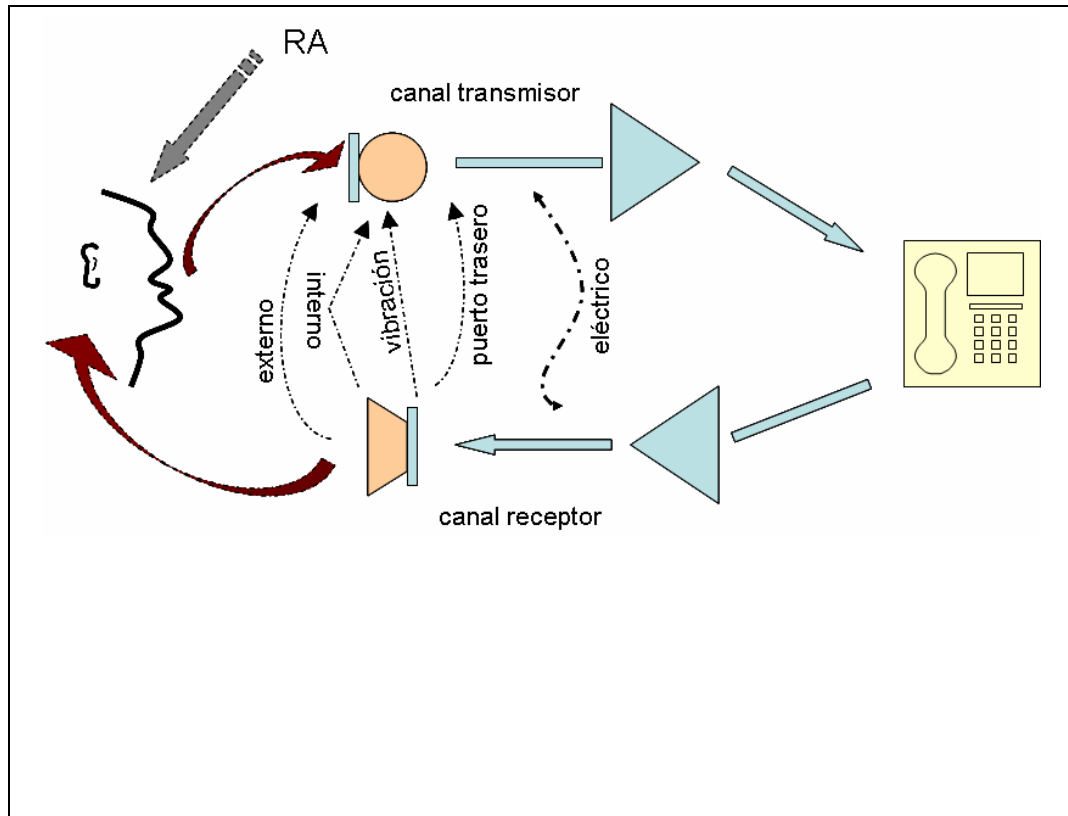 RA
canal transmisor
externo
interno
vibración
puerto trasero
eléctrico
canal receptor